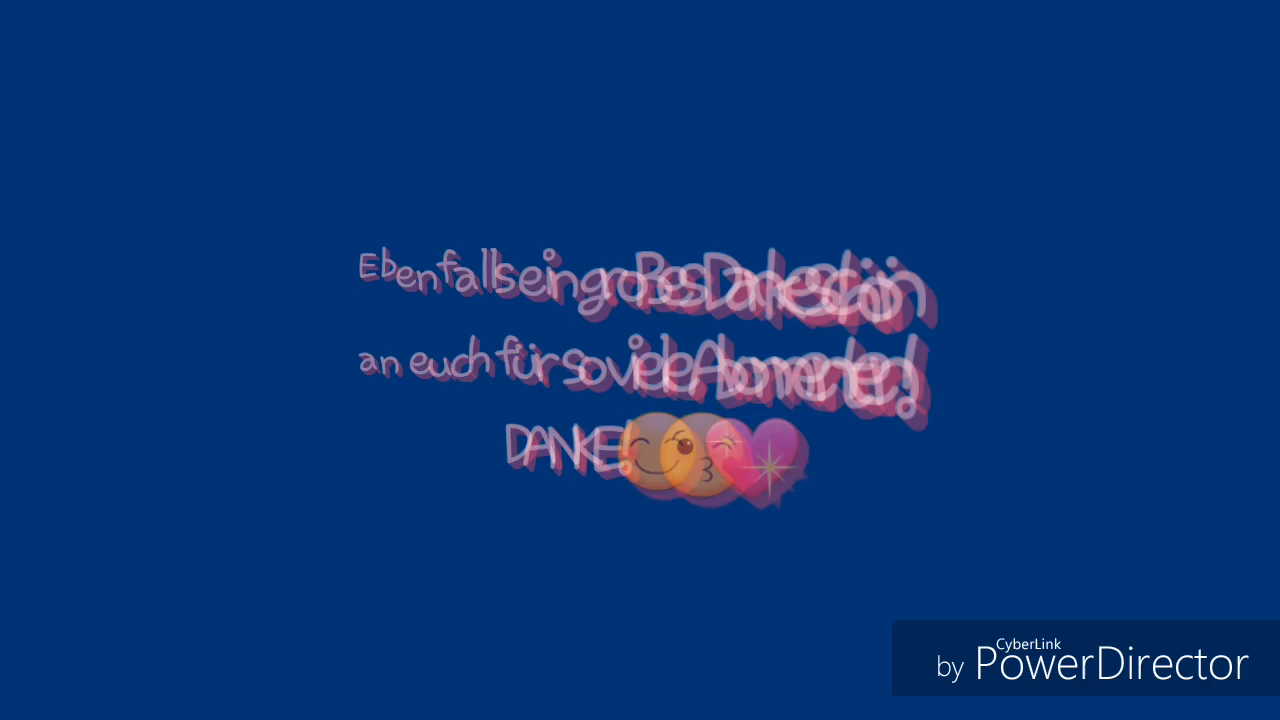 Ebenfalls ein großes Dankeschön
an euch für so viele Abonnenten!
DANKE!😊😘💖
CyberLink
by PowerDirector